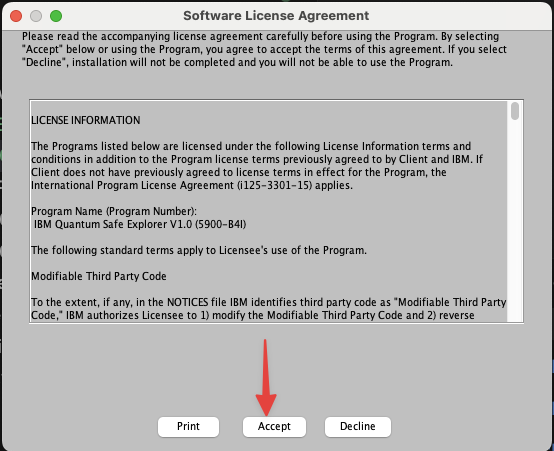 Software License Agreement
Please read the accompanying license agreement carefully before using the Program. By selecting
"Accept" below or using the Program, you agree to accept the terms of this agreement. If you select
"Decline", installation will not be completed and you will not be able to use the Program.
LICENSE INFORMATION
The Programs listed below are licensed under the following License Information terms and
conditions in addition to the Program license terms previously agreed to by Client and IBM. If
Client does not have previously agreed to license terms in effect for the Program, the
International Program License Agreement (i125-3301-15) applies.
Program Name (Program Number):
IBM Quantum Safe Explorer V1.0 (5900-B4I)
The following standard terms apply to Licensee's use of the Program.
Modifiable Third Party Code
To the extent, if any, in the NOTICES file IBM identifies third party code as "Modifiable Third Party
Code," IBM authorizes Licensee to 1) modify the Modifiable Third Party Code and 2) reverse
Print Accept Decline